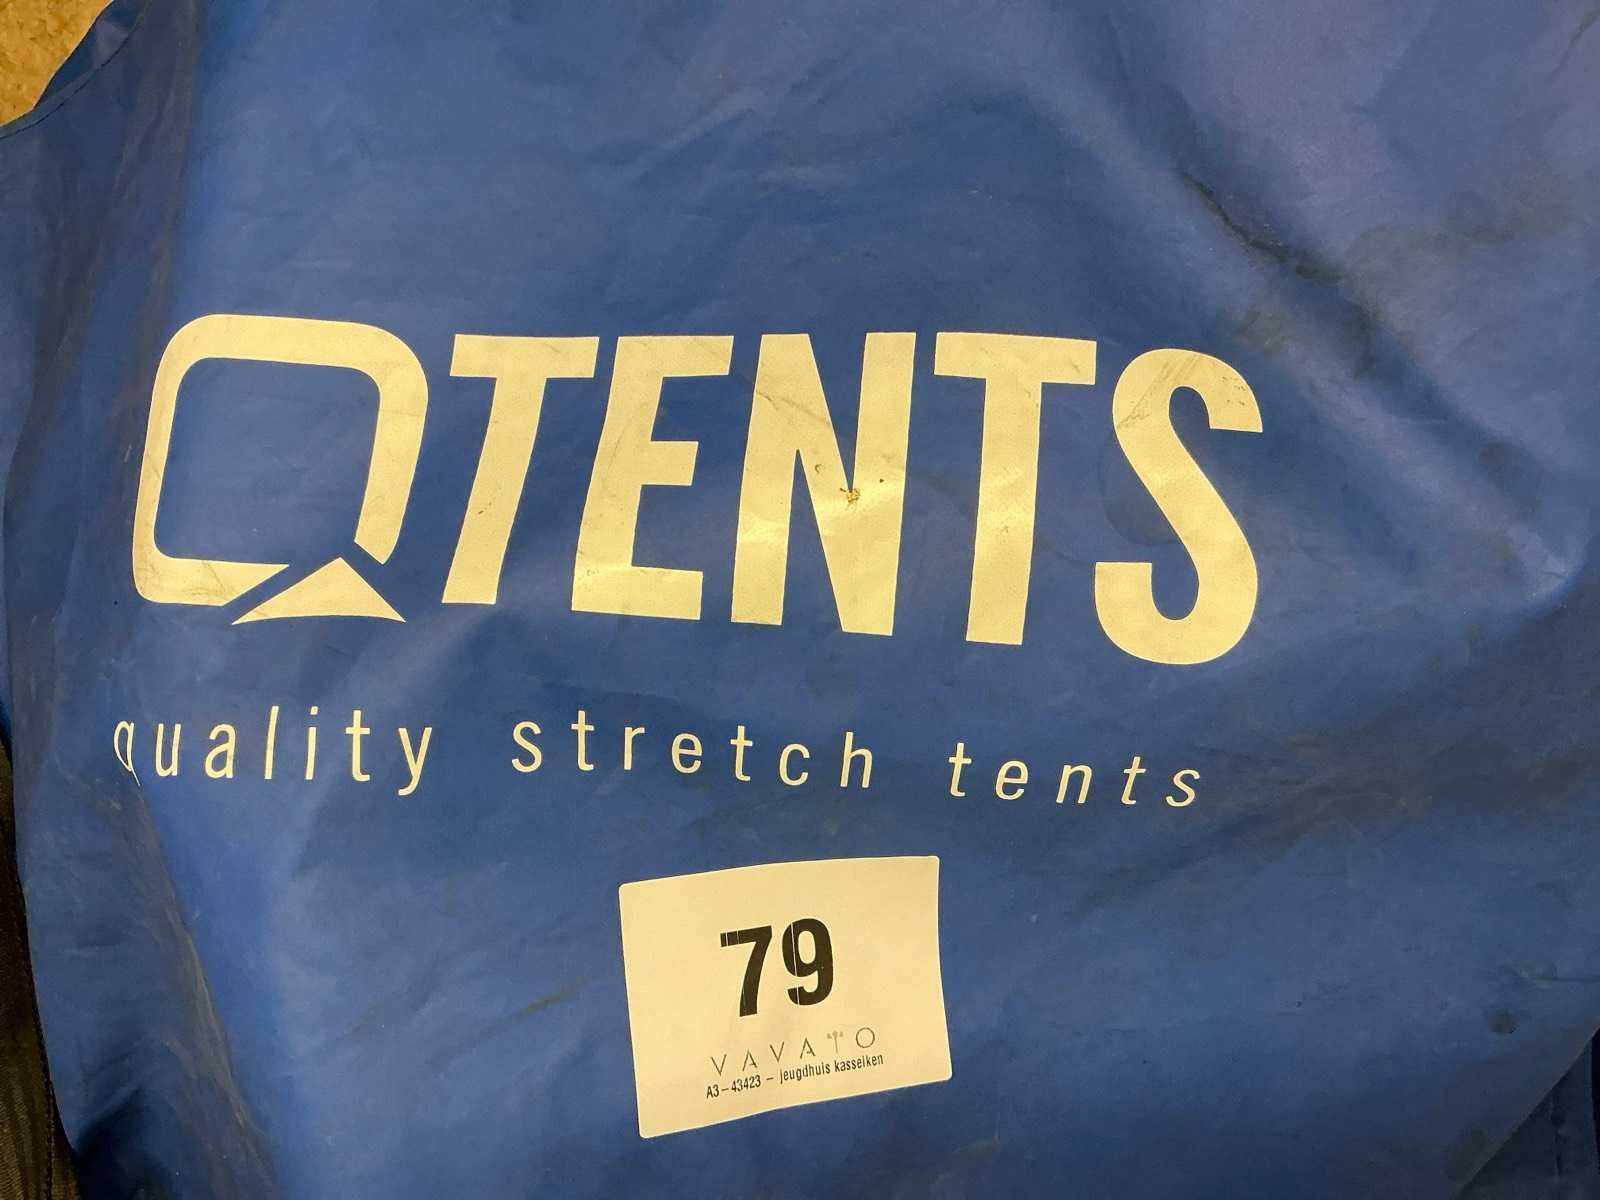 QTENTS
quality stretch tents
79
VAVATO
A3-43423 - jeugdhuis kasseiken